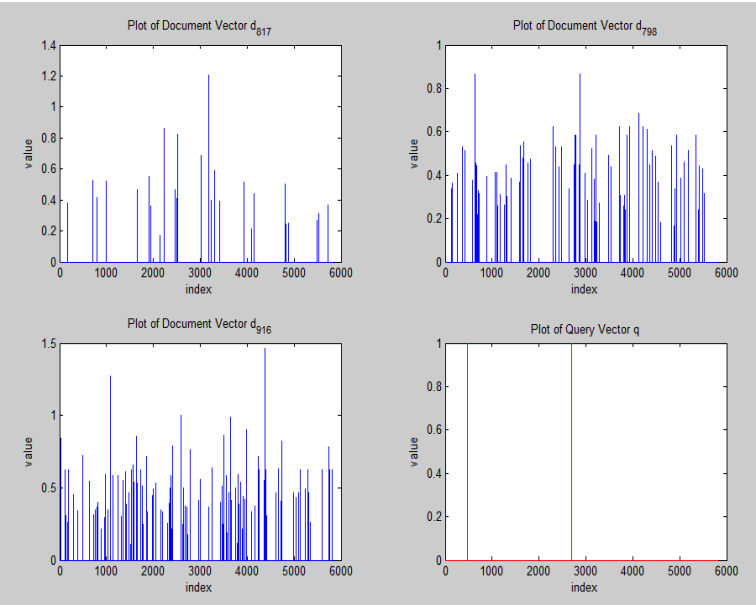 Plot of Document Vector d817
1.4
1.2
1
0.8
0.6
0.4
0.2
0
value
0 1000 2000 3000 4000 5000 6000
index
Plot of Document Vector d798
1
0.8
0.6
0.4
0.2
0
value
0 1000 2000 3000 4000 5000 6000
index
Plot of Document Vector d916
1.5
1
0.5
0
value
0 1000 2000 3000 4000 5000 6000
index
Plot of Query Vector q
1
0.8
0.6
0.4
0.2
0
value
0 1000 2000 3000 4000 5000 6000
index